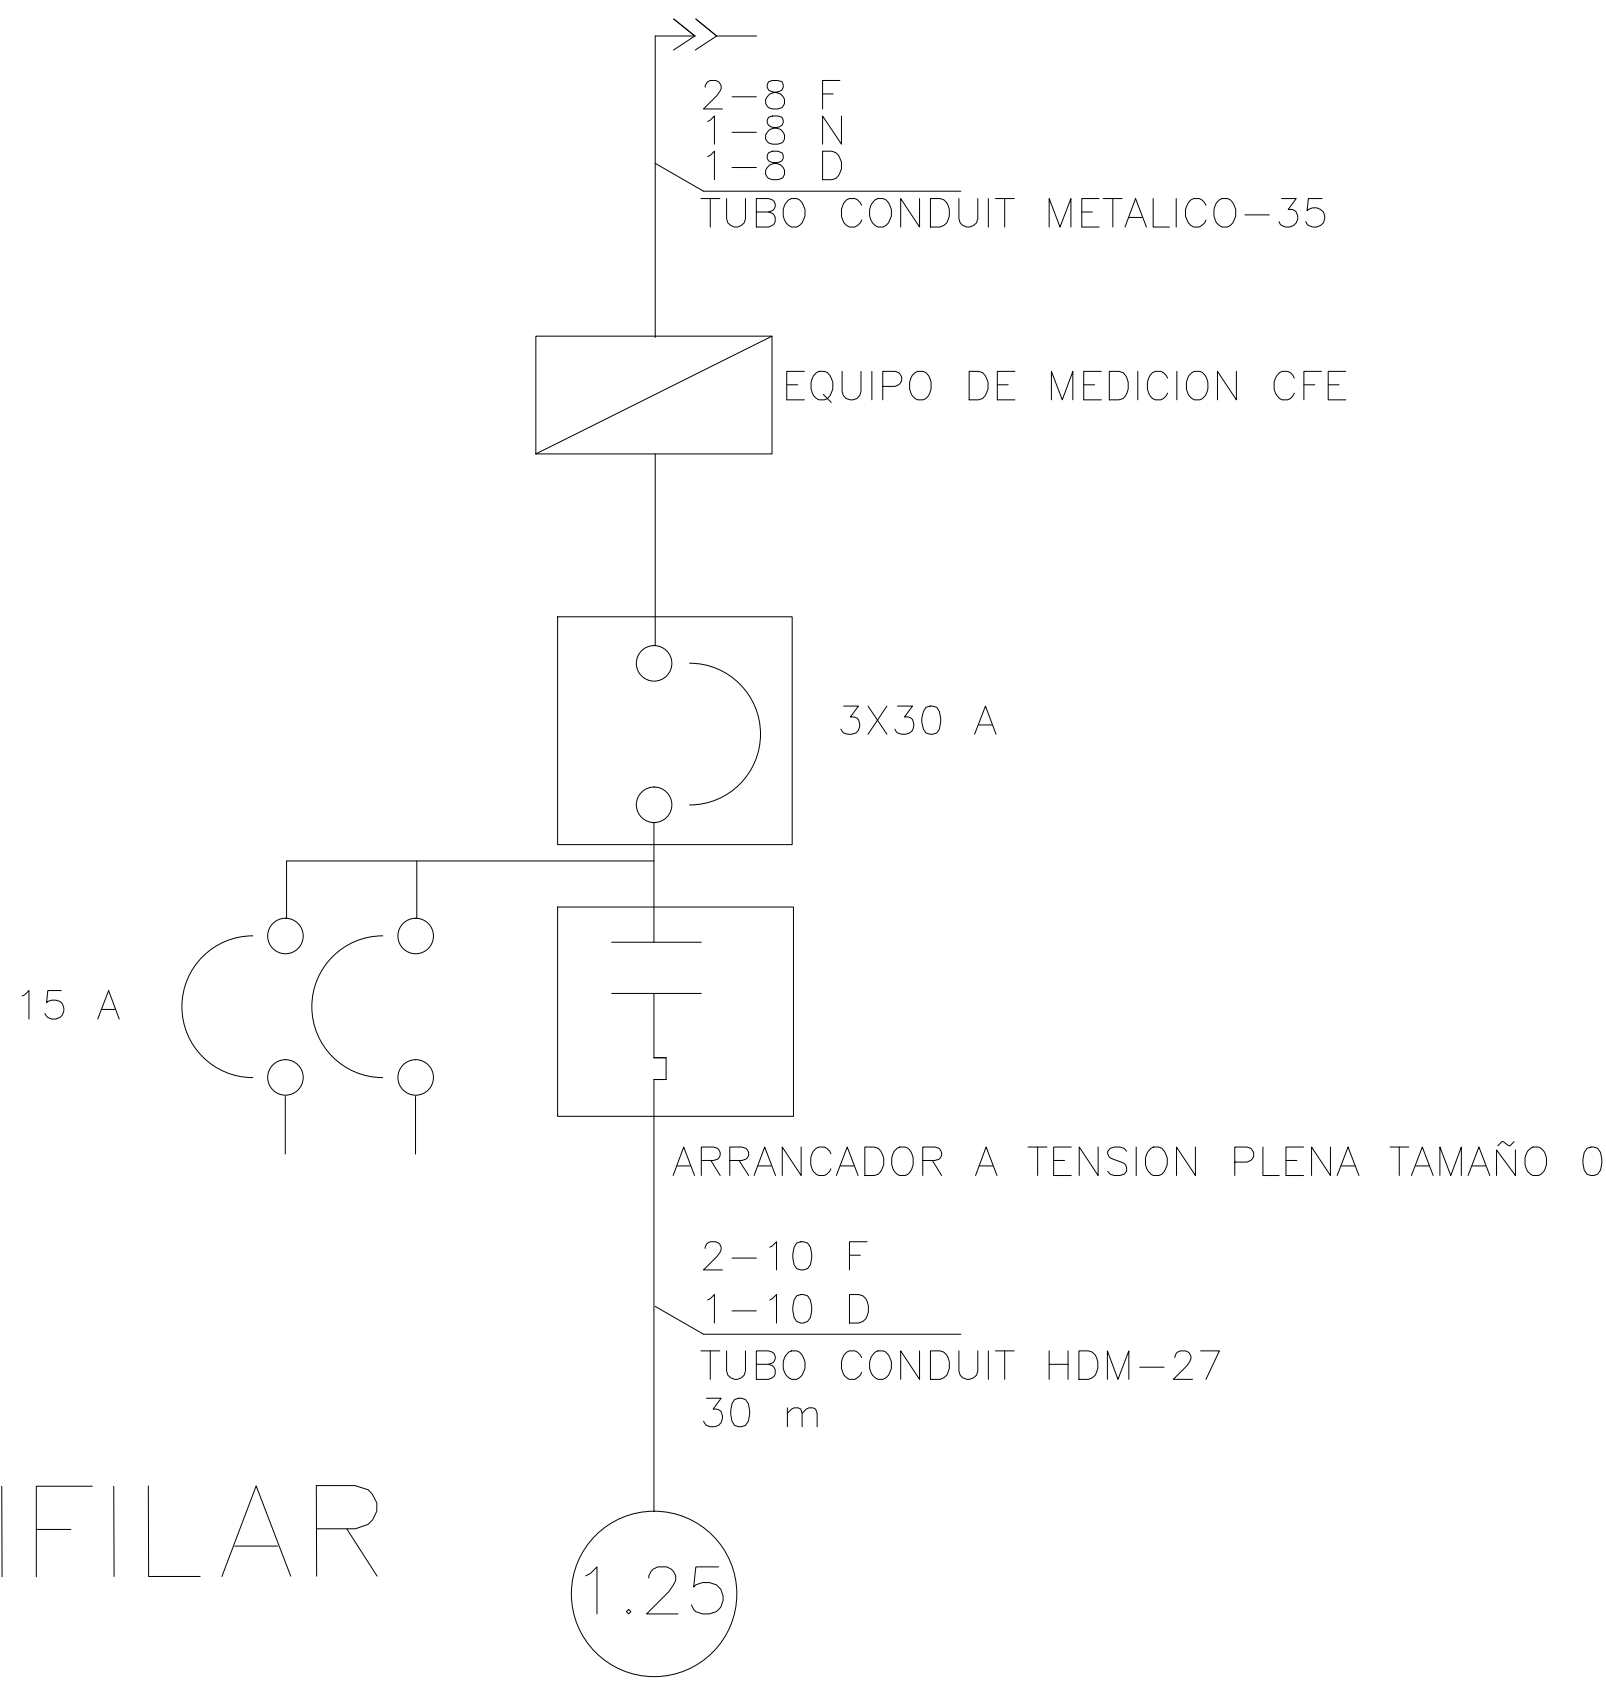 2-8 F
1-8 N
1-8 D
TUBO CONDUIT METALICO-35
EQUIPO DE MEDICION CFE
3X30 A
15 A
ARRANCADOR A TENSION PLENA TAMAÑO 0
2-10 F
1-10 D
TUBO CONDUIT HDM-27
30 m
IFILAR
1.25